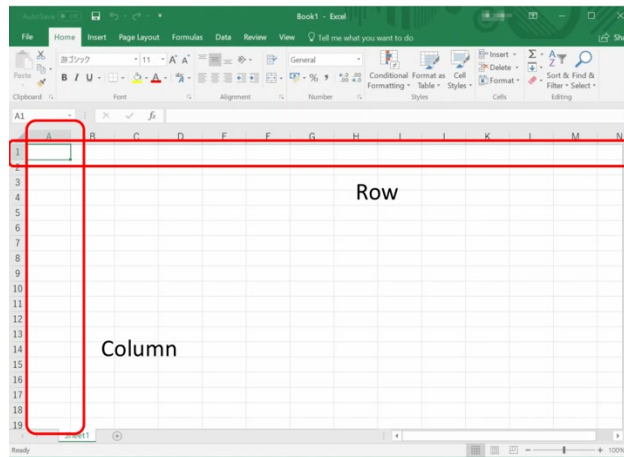 AutoSave
Book1 - Excel
File Home Insert Page Layout Formulas Data Review View Tell me what you want to do Sha
Paste
游ゴシック 11 A A General
B I U A % Conditional Formatting Format as Table Cell Styles
Insert
Delete
Format
Sort & Filter Find & Select
Clipboard Font Alignment Number Styles Cells Editing
A1 fx
A B C D E F G H I J K L M N
1
2
3
Row
4
5
6
7
8
9
10
11
12
13
14 Column
15
16
17
18
19
Sheet1
Ready 100%